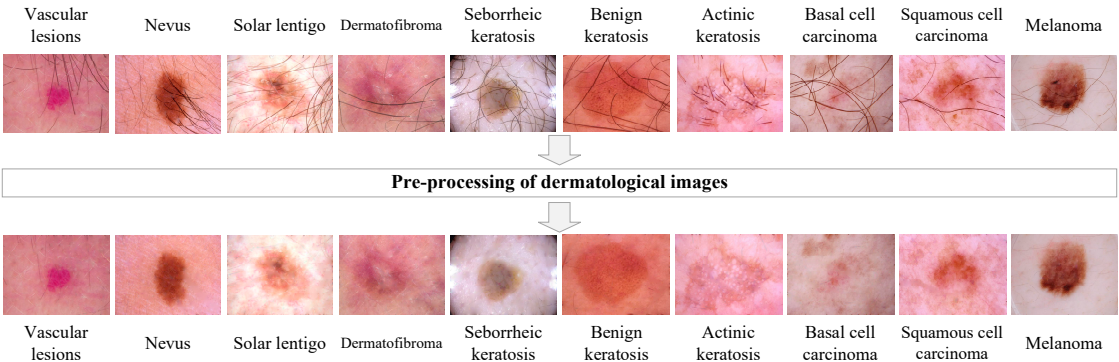 Vascular
lesions
Nevus
Solar lentigo
Dermatofibroma
Seborrheic
keratosis
Benign
keratosis
Actinic
keratosis
Basal cell
carcinoma
Squamous cell
carcinoma
Melanoma
Pre-processing of dermatological images
Vascular
lesions
Nevus
Solar lentigo
Dermatofibroma
Seborrheic
keratosis
Benign
keratosis
Actinic
keratosis
Basal cell
carcinoma
Squamous cell
carcinoma
Melanoma